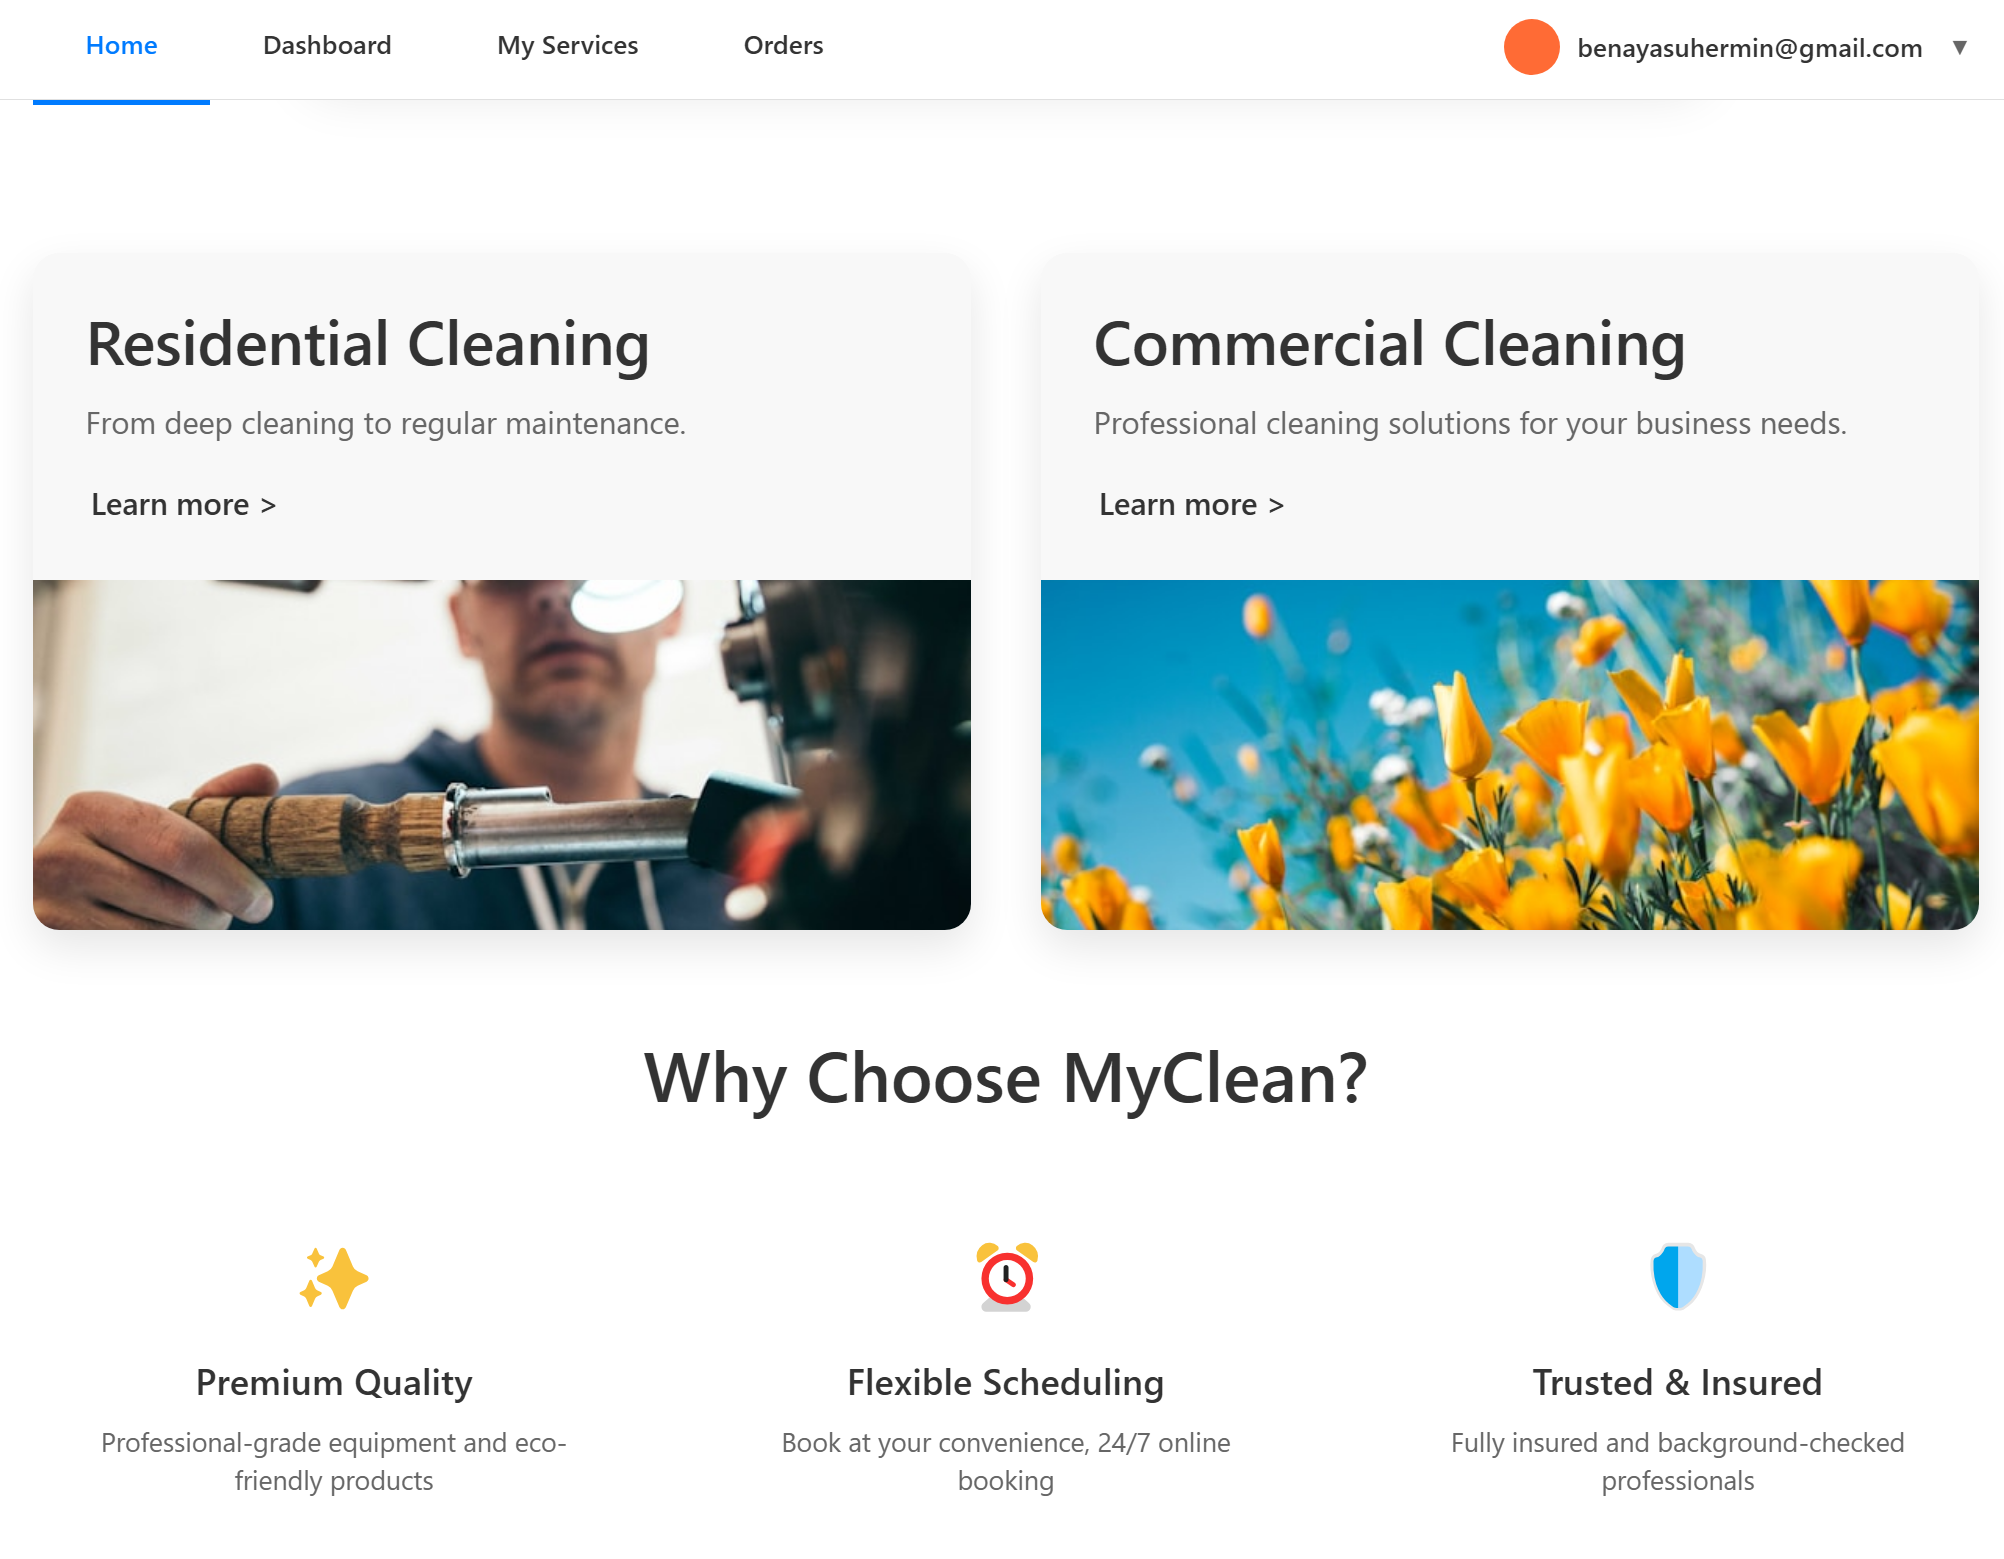 Home
Dashboard
My Services
Orders
benayasuhermin@gmail.com ▼
Residential Cleaning
From deep cleaning to regular maintenance.
Learn more >
Commercial Cleaning
Professional cleaning solutions for your business needs.
Learn more >
Why Choose MyClean?
Premium Quality
Professional-grade equipment and eco-
friendly products
Flexible Scheduling
Book at your convenience, 24/7 online
booking
Trusted & Insured
Fully insured and background-checked
professionals